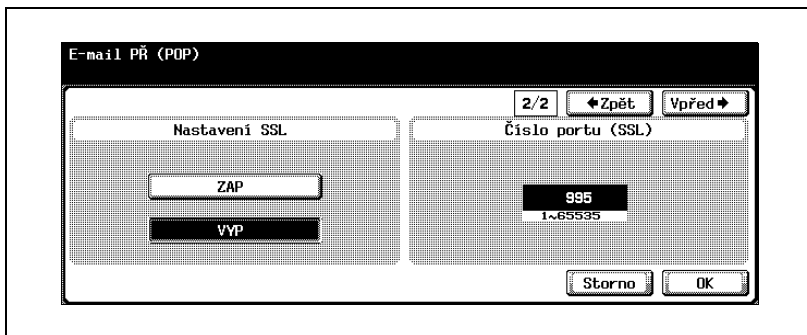 E-mail PŘ (POP)
2/2 ←Zpět Vpřed→
Nastavení SSL
Číslo portu (SSL)
ZAP
VYP
995
1~65535
Storno OK